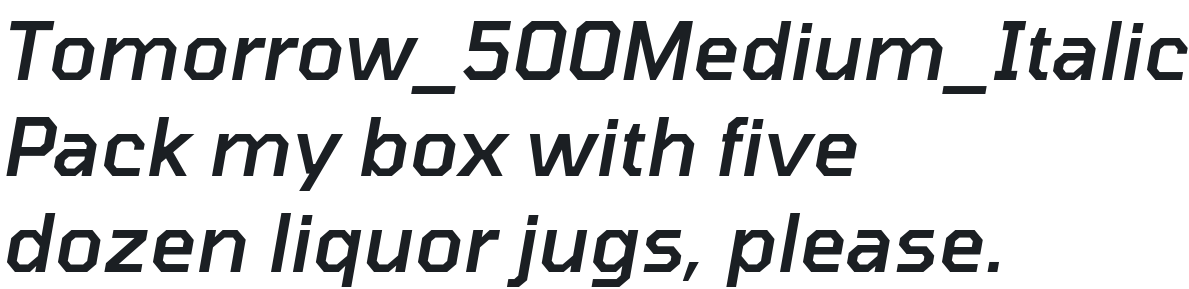 Tomorrow_500Medium_Italic
Pack my box with five
dozen liquor jugs, please.